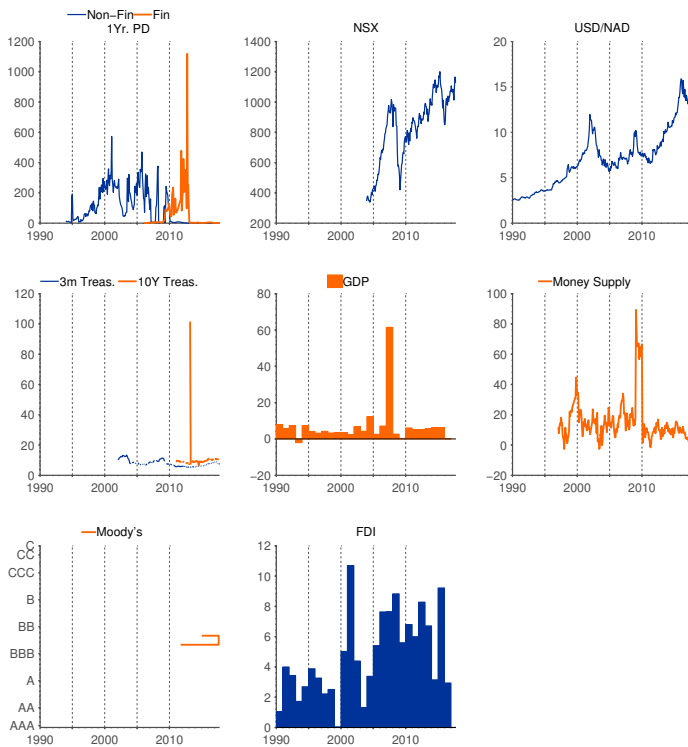 Non−Fin Fin
1Yr. PD
1200
1000
800
600
400
200
0
1990 2000 2010
NSX
1400
1200
1000
800
600
400
200
1990 2000 2010
USD/NAD
20
15
10
5
0
1990 2000 2010
3m Treas. 10Y Treas.
120
100
80
60
40
20
0
1990 2000 2010
GDP
80
60
40
20
0
−20
1990 2000 2010
Money Supply
100
80
60
40
20
0
−20
1990 2000 2010
Moody's
C
CC
CCC
B
BB
BBB
A
AA
AAA
1990 2000 2010
FDI
12
10
8
6
4
2
0
1990 2000 2010